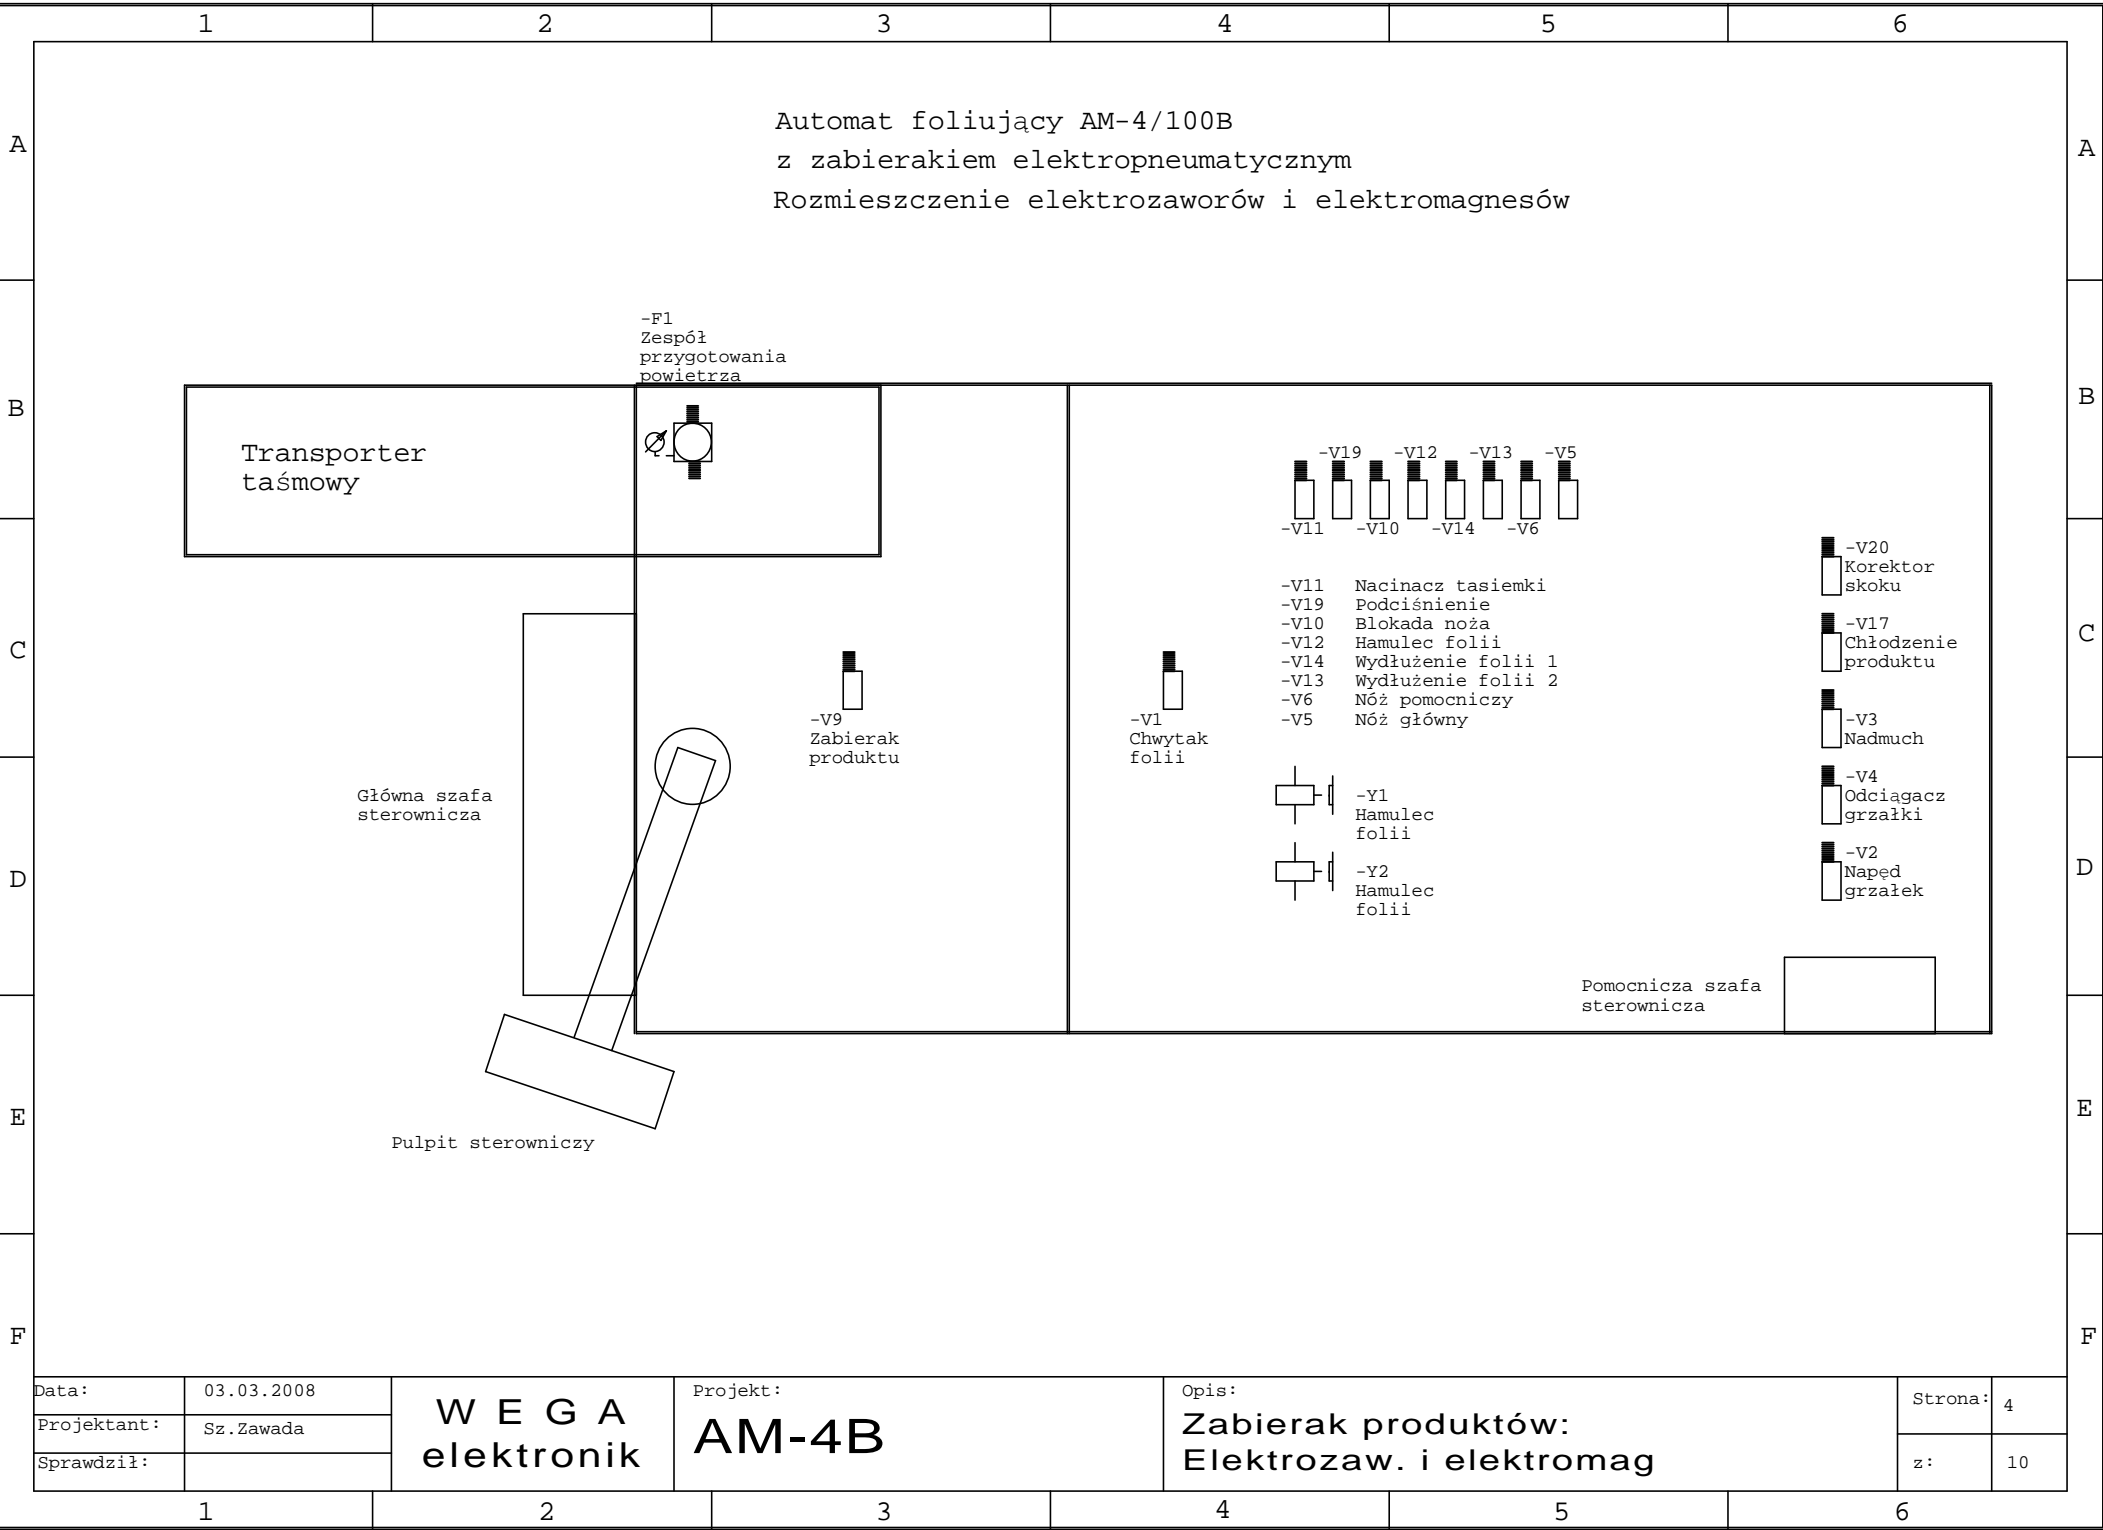 1 2 3 4 5 6
Automat foliujący AM-4/100B
z zabierakiem elektropneumatycznym
Rozmieszczenie elektrozaworów i elektromagnesów
A A
-F1
Zespół
przygotowania
powietrza
B B
Transporter
taśmowy
-V19 -V12 -V13 -V5
-V11 -V10 -V14 -V6
-V11 Nacinacz tasiemki
-V19 Podciśnienie
-V10 Blokada noża
-V12 Hamulec folii
-V14 Wydłużenie folii 1
-V13 Wydłużenie folii 2
-V6 Nóż pomocniczy
-V5 Nóż główny
-V20
Korektor
skoku
-V17
Chłodzenie
produktu
-V3
Nadmuch
-V4
Odciągacz
grzałki
-V2
Napęd
grzałek
C C
-V9
Zabierak
produktu
-V1
Chwytak
folii
-Y1
Hamulec
folii
-Y2
Hamulec
folii
Główna szafa
sterownicza
D D
Pomocnicza szafa
sterownicza
Pulpit sterowniczy
E E
F F
Data: 03.03.2008
Projektant: Sz.Zawada
Sprawdził:
W E G A
elektronik
Projekt:
AM-4B
Opis:
Zabierak produktów:
Elektrozaw. i elektromag
Strona: 4
z: 10
1 2 3 4 5 6